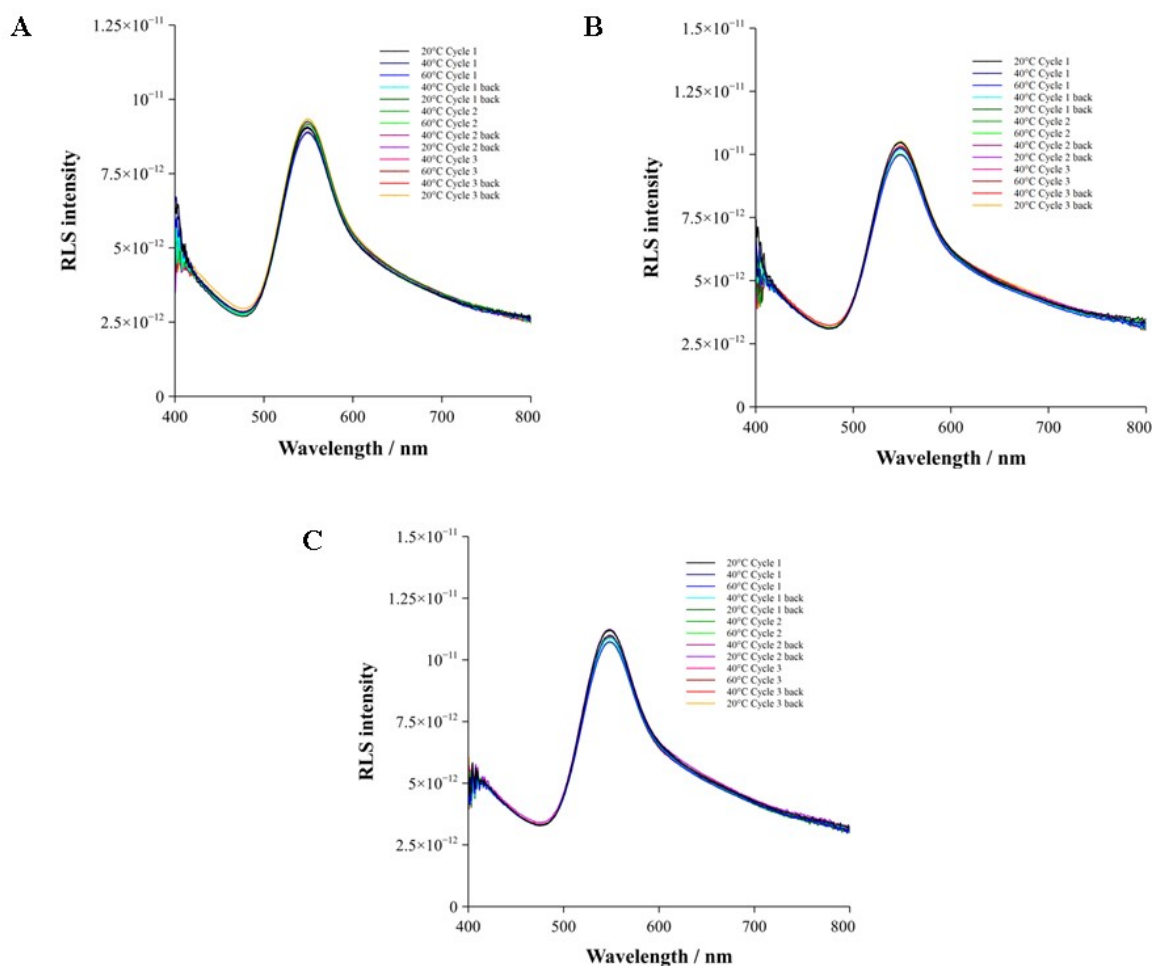 A
1.25×10⁻¹¹
10⁻¹¹
7.5×10⁻¹²
5×10⁻¹²
2.5×10⁻¹²
0
RLS intensity
400 500 600 700 800
Wavelength / nm
20°C Cycle 1
40°C Cycle 1
60°C Cycle 1
40°C Cycle 1 back
20°C Cycle 1 back
40°C Cycle 2
60°C Cycle 2
40°C Cycle 2 back
20°C Cycle 2 back
40°C Cycle 3
60°C Cycle 3
40°C Cycle 3 back
20°C Cycle 3 back
B
1.5×10⁻¹¹
1.25×10⁻¹¹
10⁻¹¹
7.5×10⁻¹²
5×10⁻¹²
2.5×10⁻¹²
0
RLS intensity
400 500 600 700 800
Wavelength / nm
20°C Cycle 1
40°C Cycle 1
60°C Cycle 1
40°C Cycle 1 back
20°C Cycle 1 back
40°C Cycle 2
60°C Cycle 2
40°C Cycle 2 back
20°C Cycle 2 back
40°C Cycle 3
60°C Cycle 3
40°C Cycle 3 back
20°C Cycle 3 back
C
1.5×10⁻¹¹
1.25×10⁻¹¹
10⁻¹¹
7.5×10⁻¹²
5×10⁻¹²
2.5×10⁻¹²
0
RLS intensity
400 500 600 700 800
Wavelength / nm
20°C Cycle 1
40°C Cycle 1
60°C Cycle 1
40°C Cycle 1 back
20°C Cycle 1 back
40°C Cycle 2
60°C Cycle 2
40°C Cycle 2 back
20°C Cycle 2 back
40°C Cycle 3
60°C Cycle 3
40°C Cycle 3 back
20°C Cycle 3 back